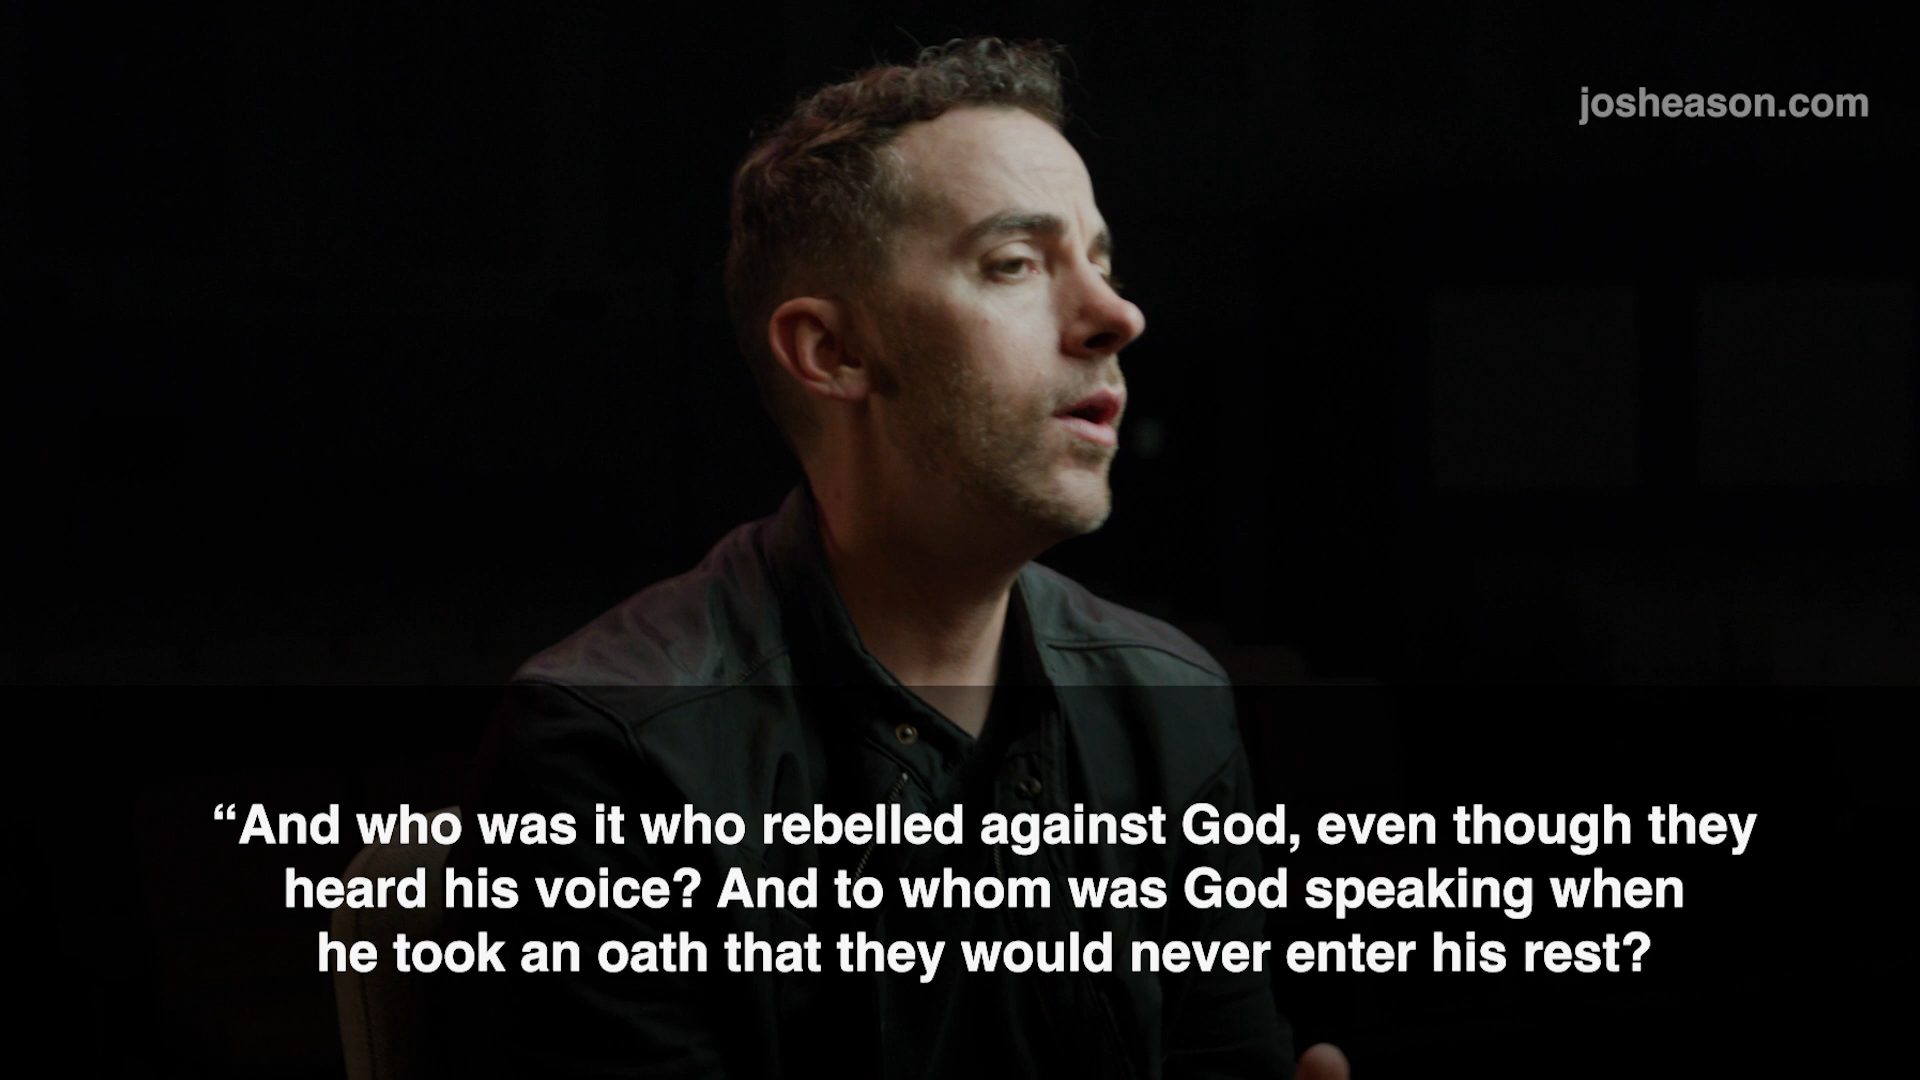 josheason.com
“And who was it who rebelled against God, even though they
heard his voice? And to whom was God speaking when
he took an oath that they would never enter his rest?